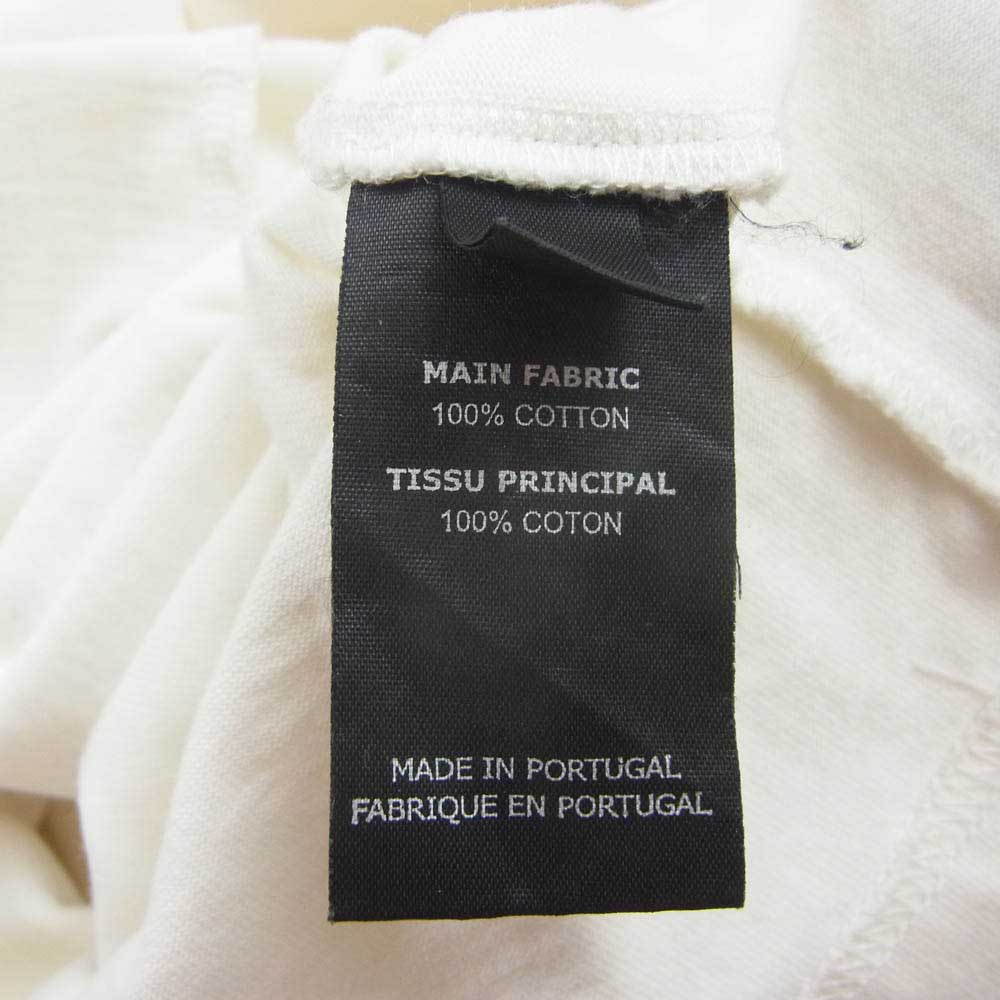 MAIN FABRIC
100% COTTON
TISSU PRINCIPAL
100% COTON
MADE IN PORTUGAL
FABRIQUE EN PORTUGAL